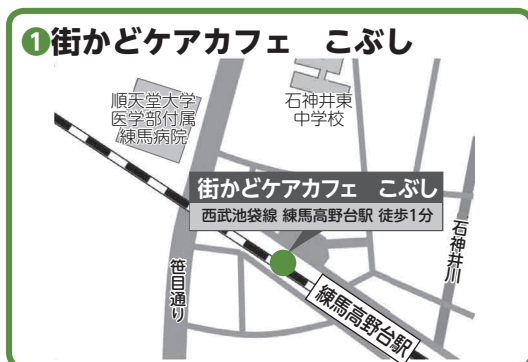 ❶街かどケアカフェ　こぶし
順天堂大学
医学部付属
練馬病院
石神井東
中学校
街かどケアカフェ　こぶし
西武池袋線 練馬高野台駅 徒歩1分
石神井川
笹目通り
練馬高野台駅